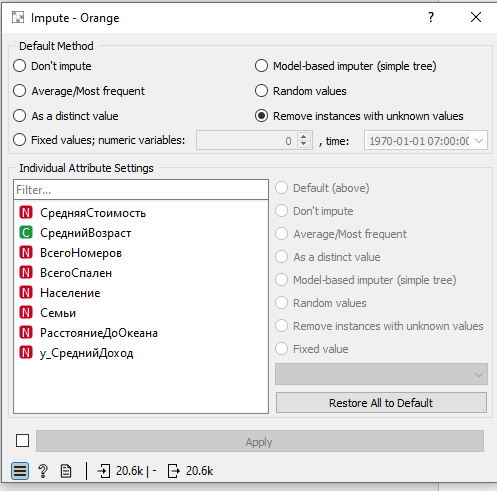 Impute - Orange
?
Default Method
Don't impute
Model-based imputer (simple tree)
Average/Most frequent
Random values
As a distinct value
Remove instances with unknown values
Fixed values; numeric variables: 0 , time: 1970-01-01 07:00:00
Individual Attribute Settings
Filter...
N СредняяСтоимость
C СреднийВозраст
N ВсегоНомеров
N ВсегоСпален
N Население
N Семьи
N РасстояниеДоОкеана
N у_СреднийДоход
Default (above)
Don't impute
Average/Most frequent
As a distinct value
Model-based imputer (simple tree)
Random values
Remove instances with unknown values
Fixed value
Restore All to Default
Apply
? 20.6k | - 20.6k